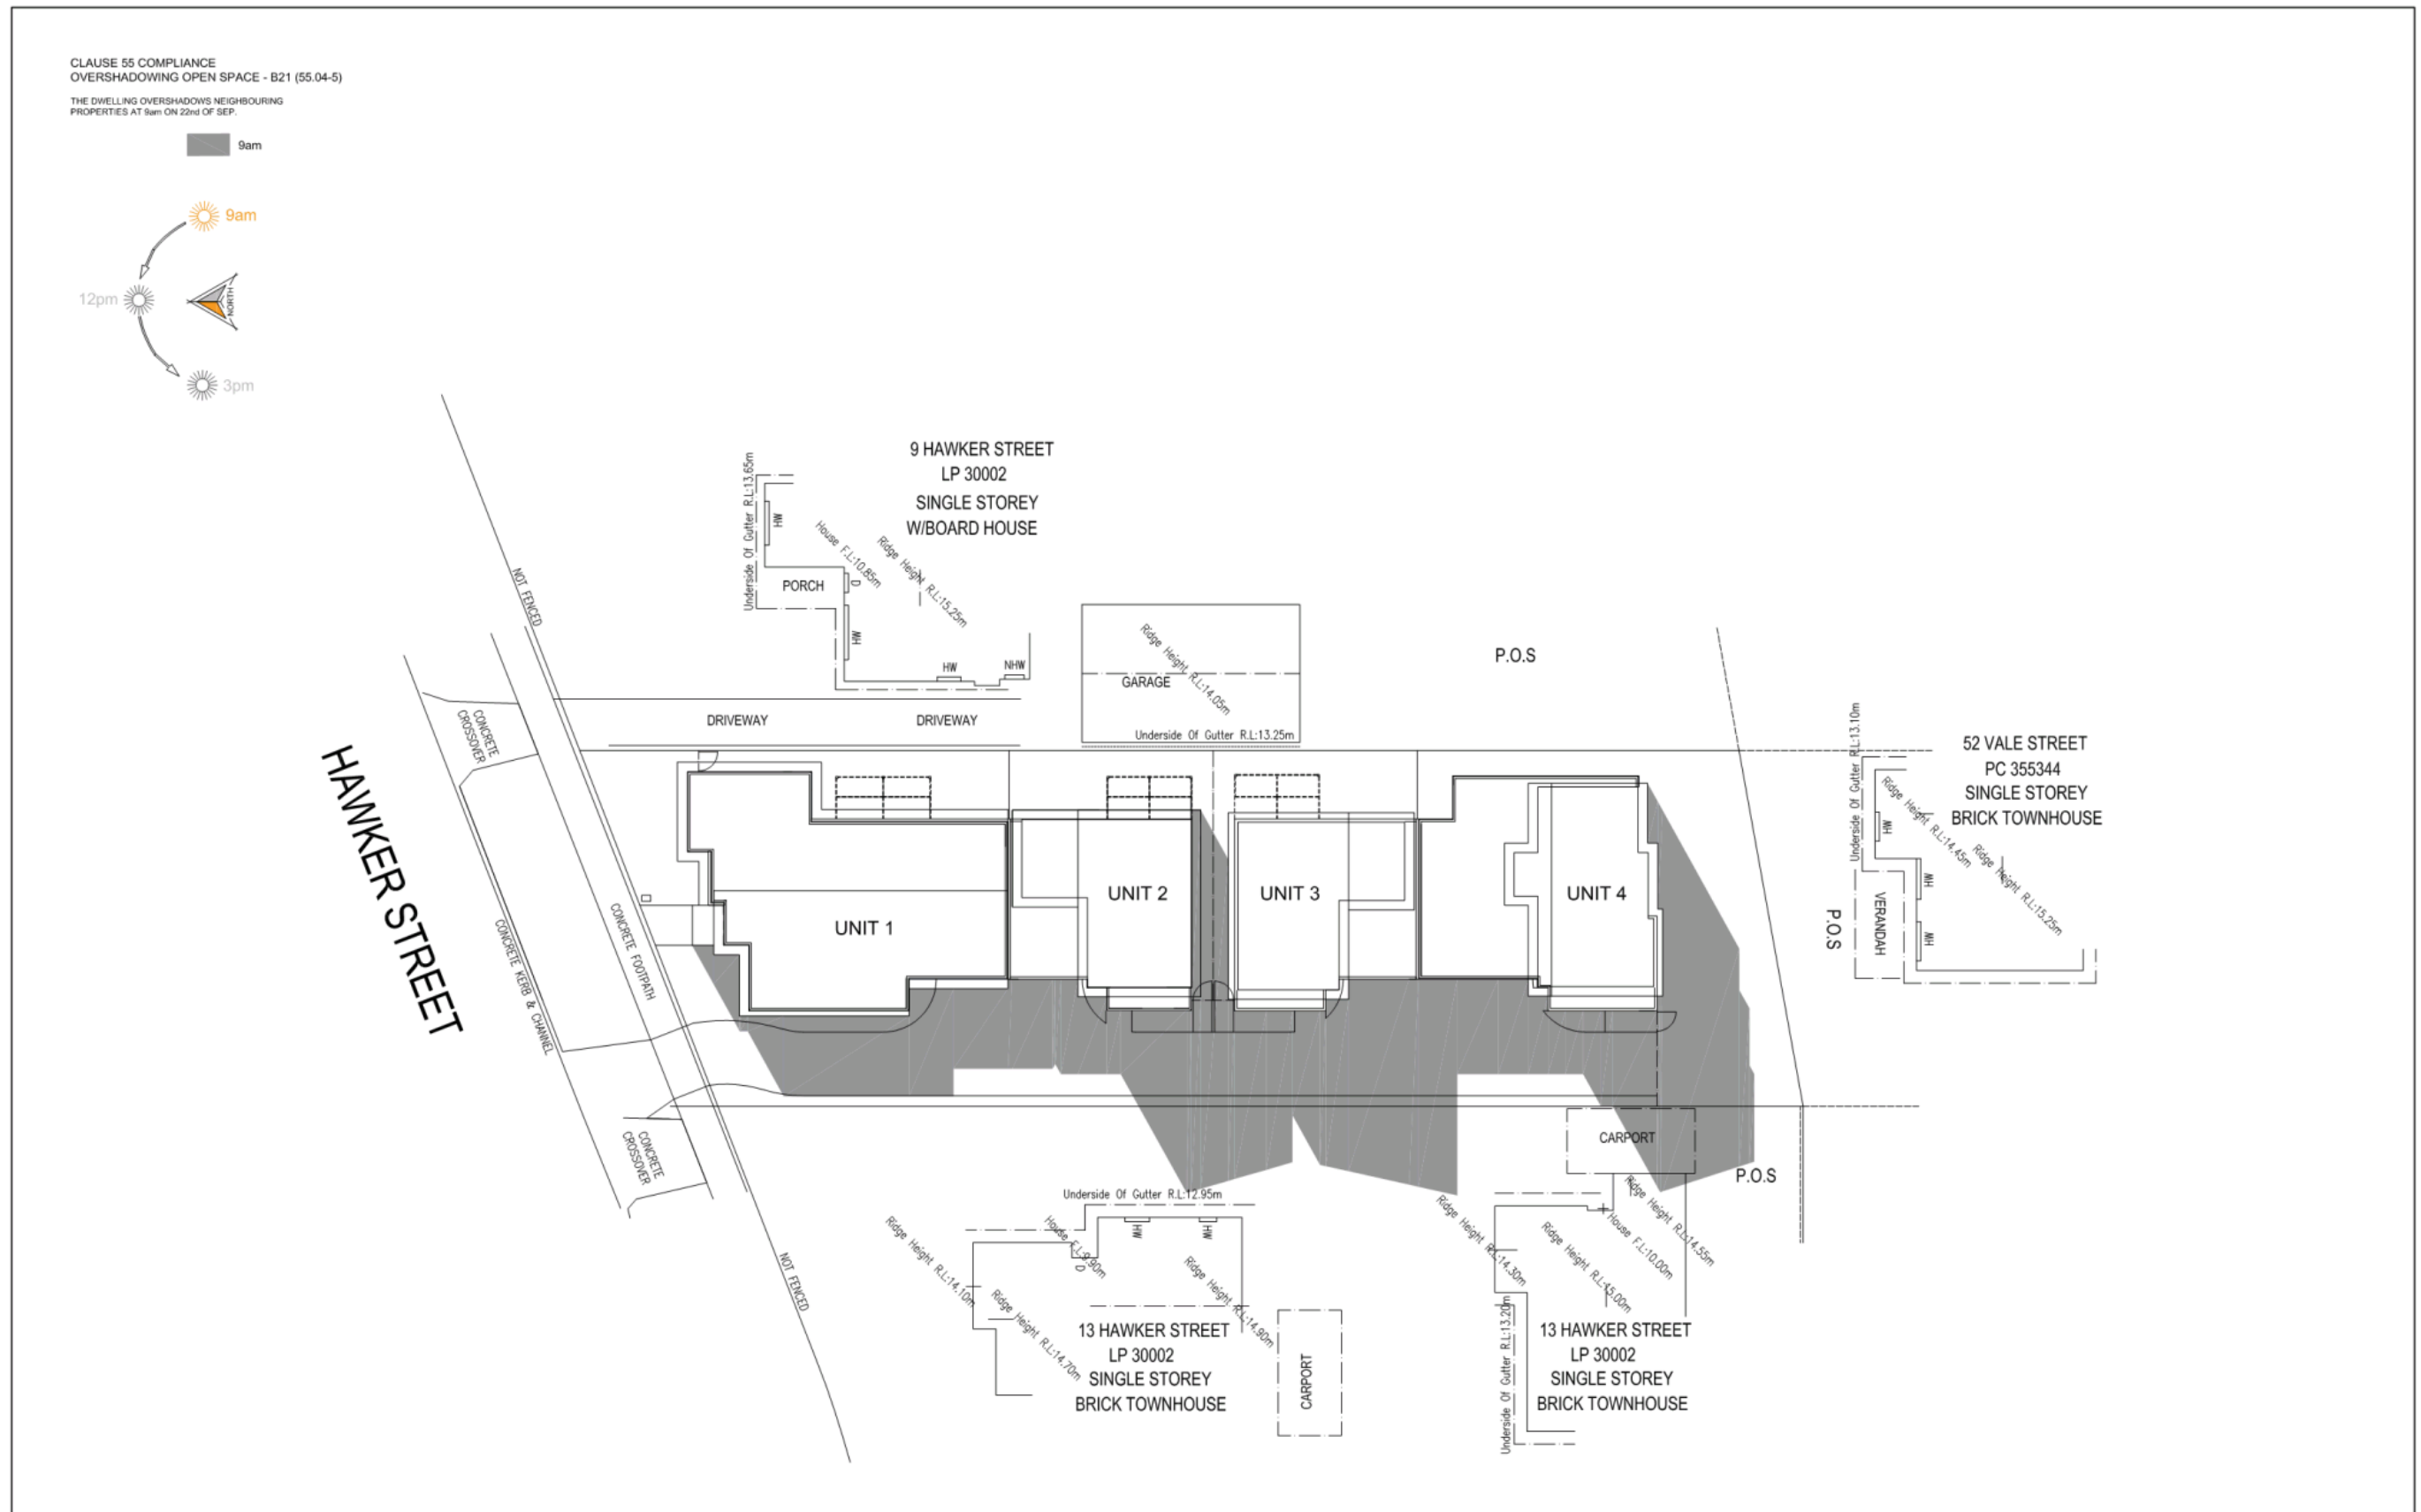 CLAUSE 55 COMPLIANCE
OVERSHADOWING OPEN SPACE - B21 (55.04-5)
THE DWELLING OVERSHADOWS NEIGHBOURING
PROPERTIES AT 9am ON 22nd OF SEP.
9am
9am
12pm
NORTH
3pm
NOT FENCED
9 HAWKER STREET
LP 30002
SINGLE STOREY
W/BOARD HOUSE
Underside Of Gutter R.L:13.65m
HW
House F.L:10.85m
Ridge Height R.L:15.25m
PORCH
D
HW
HW
NHW
Ridge Height R.L:14.05m
GARAGE
Underside Of Gutter R.L:13.25m
P.O.S
DRIVEWAY
DRIVEWAY
CONCRETE
CROSSOVER
HAWKER STREET
CONCRETE KERB & CHANNEL
CONCRETE FOOTPATH
UNIT 1
UNIT 2
UNIT 3
UNIT 4
Underside Of Gutter R.L:13.10m
52 VALE STREET
PC 355344
SINGLE STOREY
BRICK TOWNHOUSE
Ridge Height R.L:14.45m
Ridge Height R.L:15.25m
HW
HW
HW
VERANDAH
P.O.S
CONCRETE
CROSSOVER
NOT FENCED
CARPORT
P.O.S
Underside Of Gutter R.L:12.95m
Ridge Height R.L:14.10m
House F.L:9.90m
D
HW
HW
Ridge Height R.L:14.90m
Ridge Height R.L:14.70m
13 HAWKER STREET
LP 30002
SINGLE STOREY
BRICK TOWNHOUSE
CARPORT
Ridge Height R.L:14.30m
Ridge Height R.L:15.00m
House F.L:10.00m
Ridge Height R.L:14.55m
Underside Of Gutter R.L:13.20m
13 HAWKER STREET
LP 30002
SINGLE STOREY
BRICK TOWNHOUSE